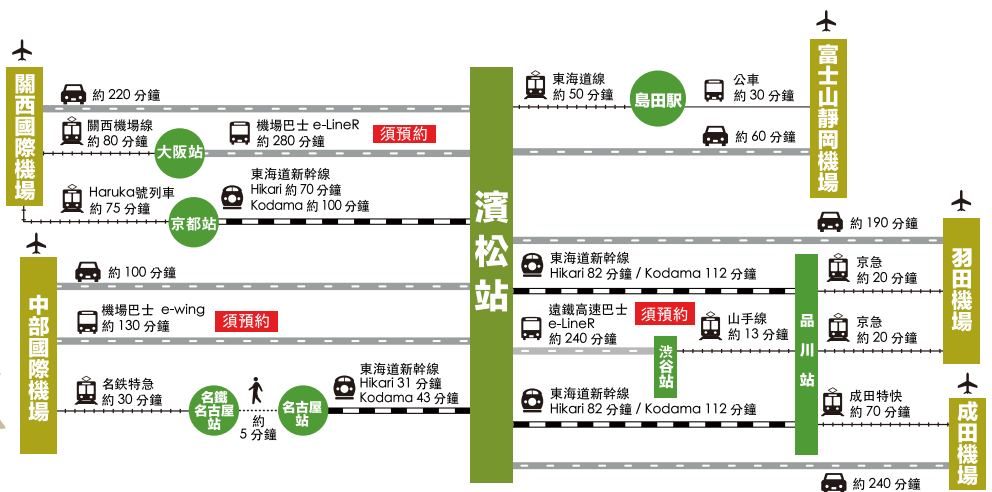 關西國際機場
約 220 分鐘
關西機場線
約 80 分鐘
大阪站
機場巴士 e-LineR
約 280 分鐘
須預約
Haruka號列車
約 75 分鐘
京都站
東海道新幹線
Hikari 約 70 分鐘
Kodama 約 100 分鐘
中部國際機場
約 100 分鐘
機場巴士 e-wing
約 130 分鐘
須預約
名鉄特急
約 30 分鐘
名鐵
名古屋
站
約
5 分鐘
名古屋
站
東海道新幹線
Hikari 31 分鐘
Kodama 43 分鐘
濱松站
東海道線
約 50 分鐘
島田駅
公車
約 30 分鐘
約 60 分鐘
富士山靜岡機場
約 190 分鐘
東海道新幹線
Hikari 82 分鐘 / Kodama 112 分鐘
京急
約 20 分鐘
羽田機場
遠鐵高速巴士
e-LineR
約 240 分鐘
須預約
渋谷站
山手線
約 13 分鐘
品川站
京急
約 20 分鐘
東海道新幹線
Hikari 82 分鐘 / Kodama 112 分鐘
成田特快
約 70 分鐘
成田機場
約 240 分鐘